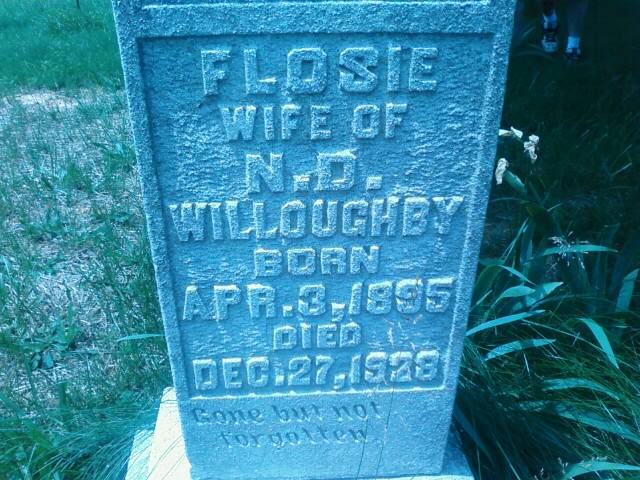 FLOSIE
WIFE OF
N.D.
WILLOUGHBY
BORN
APR. 3, 1895
DIED
DEC. 27, 1928
Gone but not
forgotten.